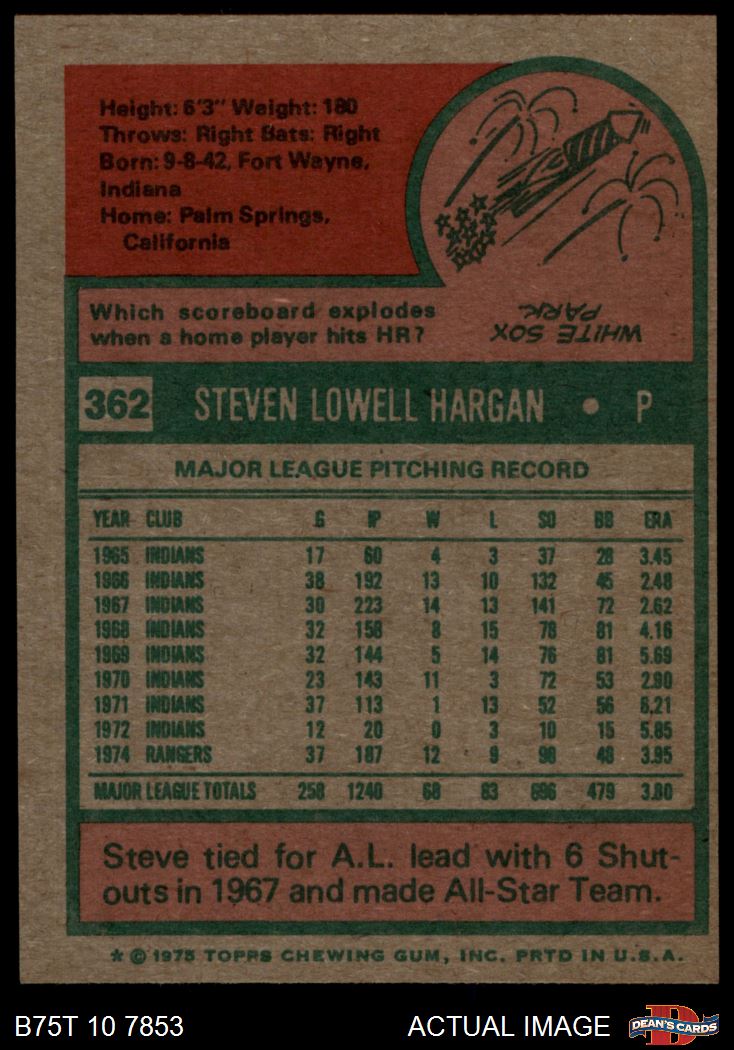 Height: 6'3" Weight: 180
Throws: Right Bats: Right
Born: 9-8-42, Fort Wayne,
Indiana
Home: Palm Springs,
California
Which scoreboard explodes
when a home player hits HR?
WHITE SOX
PARK
362 STEVEN LOWELL HARGAN • P
MAJOR LEAGUE PITCHING RECORD
YEAR CLUB G IP W L SO BB ERA
1965 INDIANS 17 60 4 3 37 28 3.45
1966 INDIANS 38 192 13 10 132 45 2.48
1967 INDIANS 30 223 14 13 141 72 2.62
1968 INDIANS 32 158 8 15 78 81 4.16
1969 INDIANS 32 144 5 14 76 81 5.69
1970 INDIANS 23 143 11 3 72 53 2.90
1971 INDIANS 37 113 1 13 52 56 6.21
1972 INDIANS 12 20 0 3 10 15 5.85
1974 RANGERS 37 187 12 9 98 48 3.95
MAJOR LEAGUE TOTALS 258 1240 68 83 696 479 3.80
Steve tied for A.L. lead with 6 Shut-
outs in 1967 and made All-Star Team.
* © 1975 TOPPS CHEWING GUM, INC. PRTD IN U.S.A.
B75T 10 7853 ACTUAL IMAGE DEAN'S CARDS